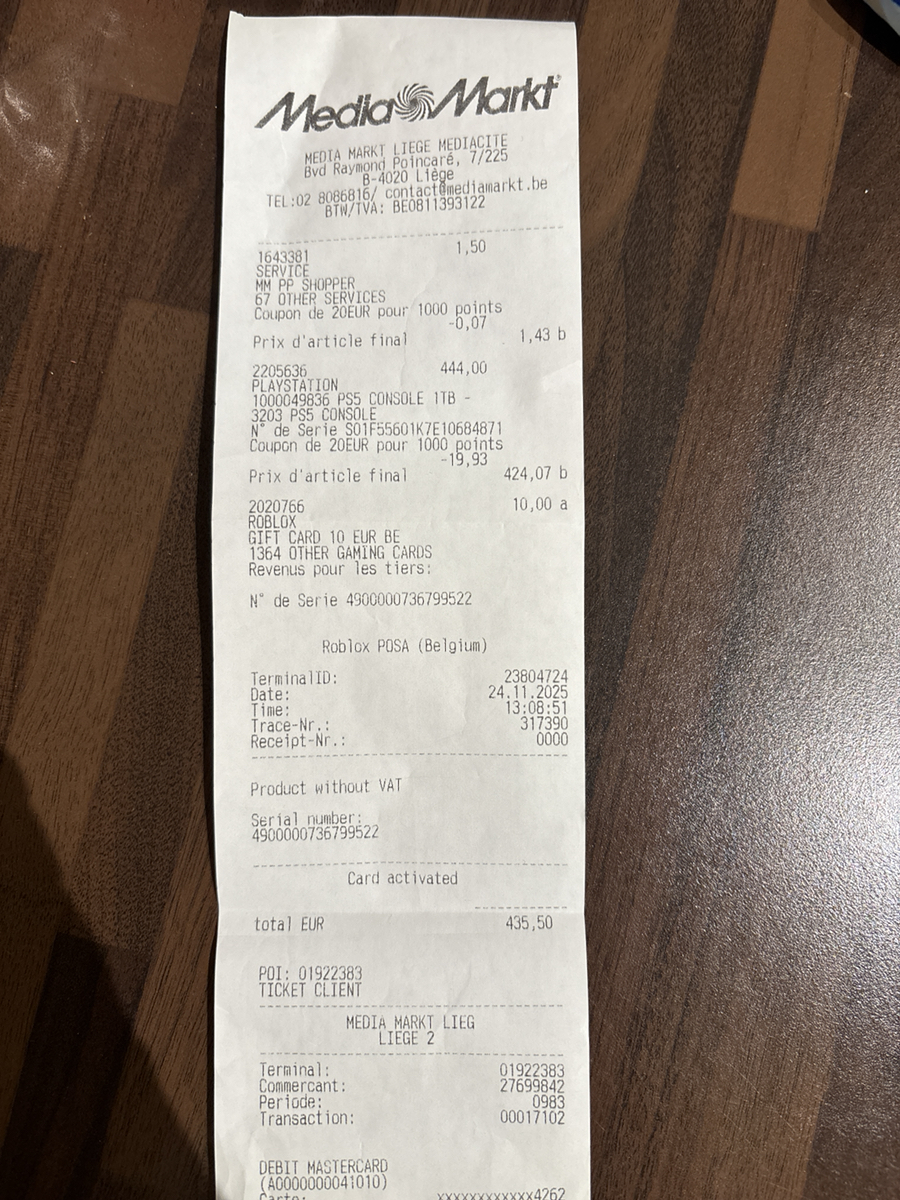 MediaMarkt
MEDIA MARKT LIEGE MEDIACITE
Bvd Raymond Poincaré, 7/225
B-4020 Liège
TEL:02 8086816/ contact@mediamarkt.be
BTW/TVA: BE0811393122
1643381 1,50
SERVICE
MM PP SHOPPER
67 OTHER SERVICES
Coupon de 20EUR pour 1000 points
-0,07
Prix d'article final 1,43 b
2205636 444,00
PLAYSTATION
1000049836 PS5 CONSOLE 1TB -
3203 PS5 CONSOLE
N° de Serie S01F55601K7E10684871
Coupon de 20EUR pour 1000 points
-19,93
Prix d'article final 424,07 b
2020766 10,00 a
ROBLOX
GIFT CARD 10 EUR BE
1364 OTHER GAMING CARDS
Revenus pour les tiers:
N° de Serie 4900000736799522
Roblox POSA (Belgium)
TerminalID: 23804724
Date: 24.11.2025
Time: 13:08:51
Trace-Nr.: 317390
Receipt-Nr.: 0000
Product without VAT
Serial number:
4900000736799522
Card activated
total EUR 435,50
POI: 01922383
TICKET CLIENT
MEDIA MARKT LIEG
LIEGE 2
Terminal: 01922383
Commercant: 27699842
Periode: 0983
Transaction: 00017102
DEBIT MASTERCARD
(A0000000041010)
Carte: xxxxxxxxxxxx4262